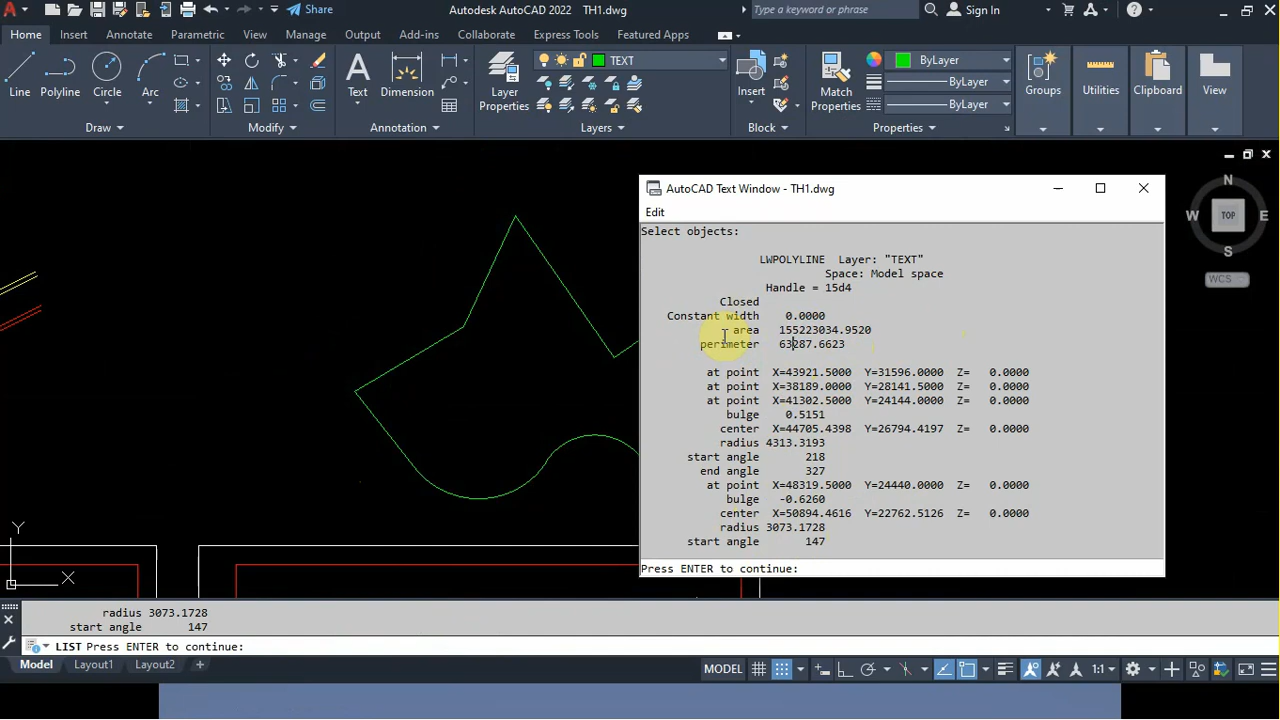 Share
Autodesk AutoCAD 2022 TH1.dwg
Type a keyword or phrase
Sign In
Home Insert Annotate Parametric View Manage Output Add-ins Collaborate Express Tools Featured Apps
TEXT
ByLayer
ByLayer
ByLayer
Line Polyline Circle Arc
Text Dimension
Layer
Properties
Insert
Match
Properties
Groups Utilities Clipboard View
Draw Modify Annotation Layers Block Properties
AutoCAD Text Window - TH1.dwg
Edit
Select objects:
LWPOLYLINE Layer: "TEXT"
Space: Model space
Handle = 15d4
Closed
Constant width 0.0000
area 155223034.9520
perimeter 63287.6623
at point X=43921.5000 Y=31596.0000 Z= 0.0000
at point X=38189.0000 Y=28141.5000 Z= 0.0000
at point X=41302.5000 Y=24144.0000 Z= 0.0000
bulge 0.5151
center X=44705.4398 Y=26794.4197 Z= 0.0000
radius 4313.3193
start angle 218
end angle 327
at point X=48319.5000 Y=24440.0000 Z= 0.0000
bulge -0.6260
center X=50894.4616 Y=22762.5126 Z= 0.0000
radius 3073.1728
start angle 147
Press ENTER to continue:
N
W TOP E
S
WCS
Y
X
radius 3073.1728
start angle 147
LIST Press ENTER to continue:
Model Layout1 Layout2 +
MODEL 1:1